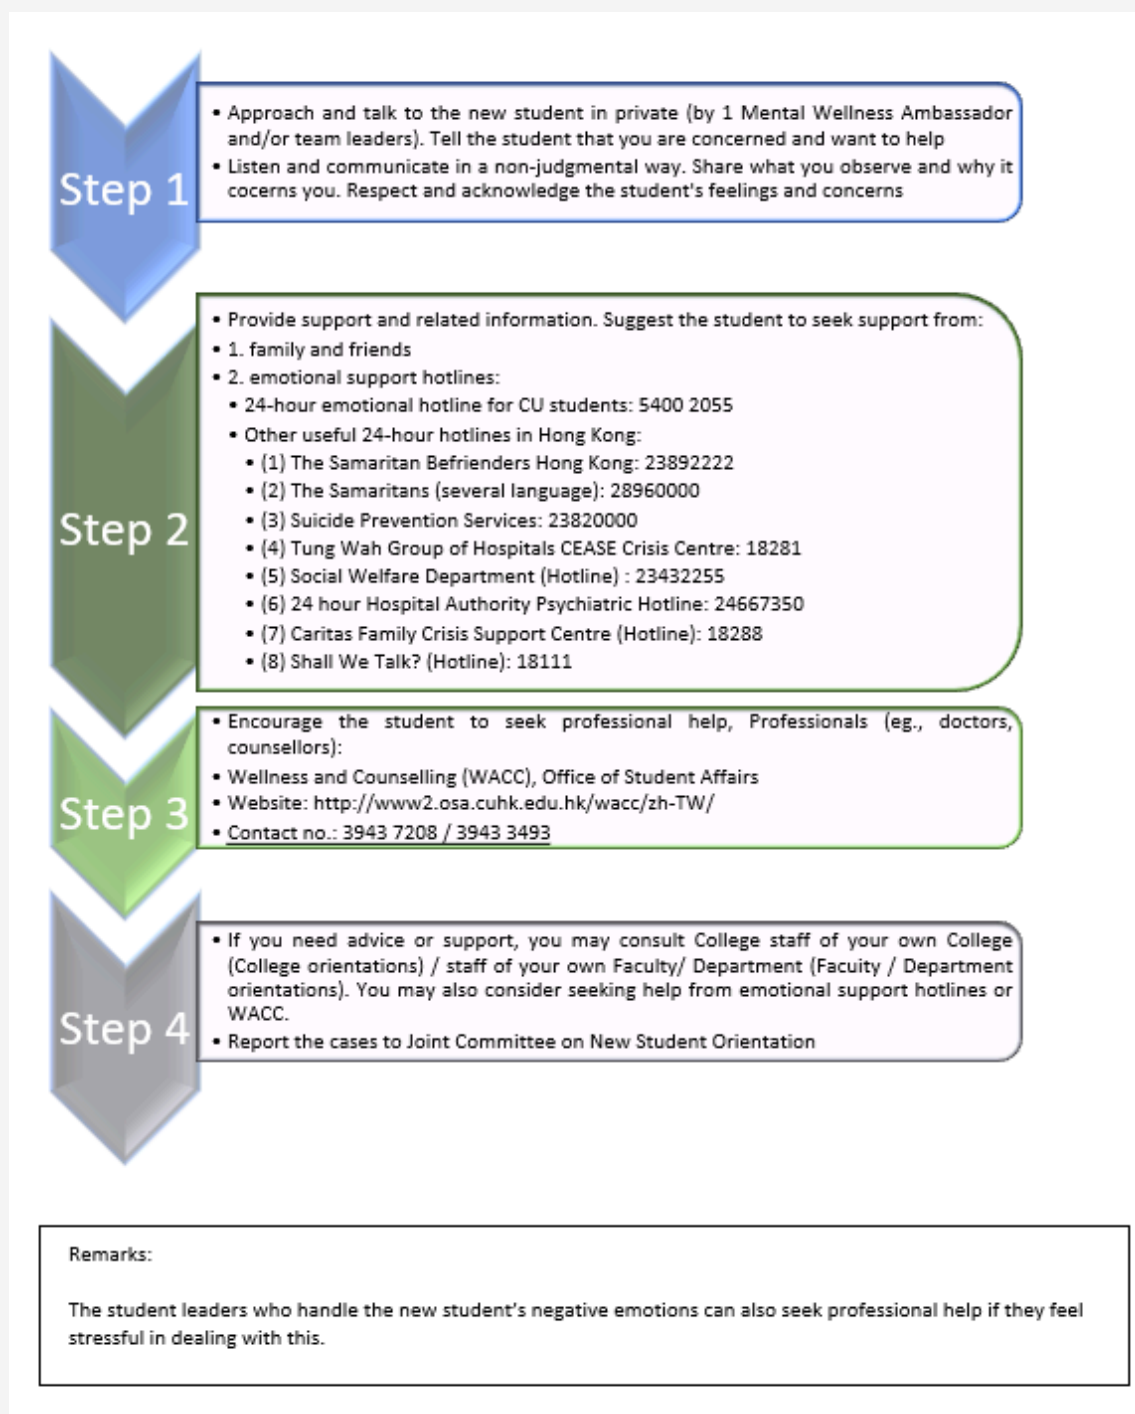 Step 1
• Approach and talk to the new student in private (by 1 Mental Wellness Ambassador
and/or team leaders). Tell the student that you are concerned and want to help
• Listen and communicate in a non-judgmental way. Share what you observe and why it
cocerns you. Respect and acknowledge the student's feelings and concerns
Step 2
• Provide support and related information. Suggest the student to seek support from:
• 1. family and friends
• 2. emotional support hotlines:
• 24-hour emotional hotline for CU students: 5400 2055
• Other useful 24-hour hotlines in Hong Kong:
• (1) The Samaritan Befrienders Hong Kong: 23892222
• (2) The Samaritans (several language): 28960000
• (3) Suicide Prevention Services: 23820000
• (4) Tung Wah Group of Hospitals CEASE Crisis Centre: 18281
• (5) Social Welfare Department (Hotline) : 23432255
• (6) 24 hour Hospital Authority Psychiatric Hotline: 24667350
• (7) Caritas Family Crisis Support Centre (Hotline): 18288
• (8) Shall We Talk? (Hotline): 18111
Step 3
• Encourage the student to seek professional help, Professionals (eg., doctors,
counsellors):
• Wellness and Counselling (WACC), Office of Student Affairs
• Website: http://www2.osa.cuhk.edu.hk/wacc/zh-TW/
• Contact no.: 3943 7208 / 3943 3493
Step 4
• If you need advice or support, you may consult College staff of your own College
(College orientations) / staff of your own Faculty/ Department (Facuity / Department
orientations). You may also consider seeking help from emotional support hotlines or
WACC.
• Report the cases to Joint Committee on New Student Orientation
Remarks:
The student leaders who handle the new student's negative emotions can also seek professional help if they feel
stressful in dealing with this.